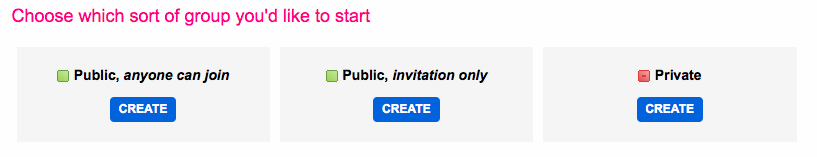 Choose which sort of group you'd like to start
Public, anyone can join
CREATE
Public, invitation only
CREATE
Private
CREATE